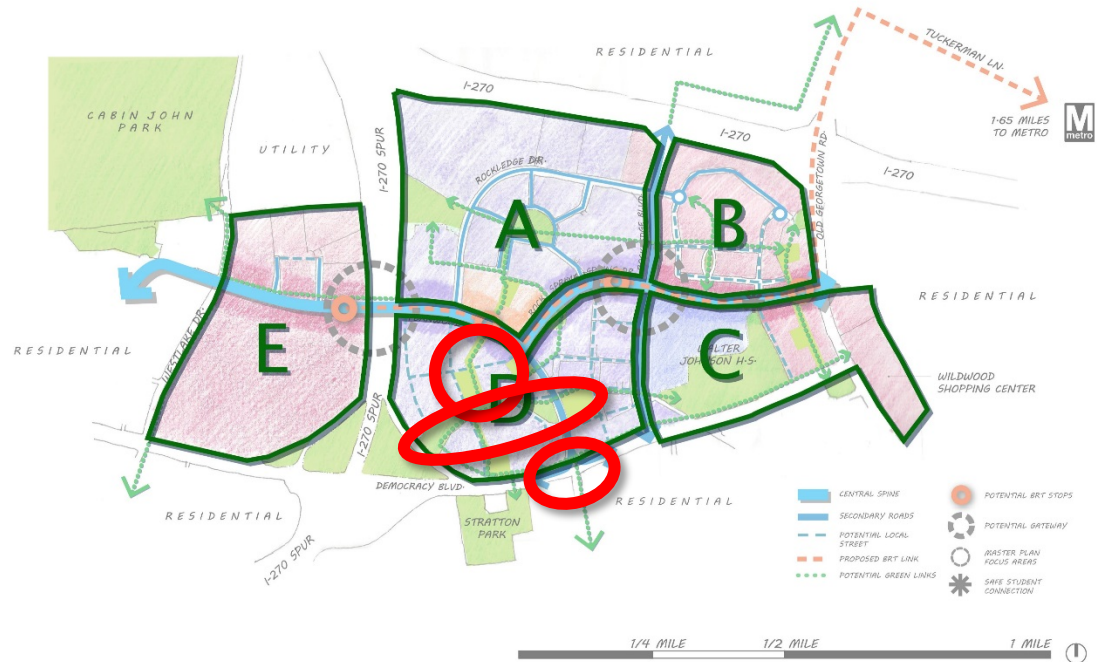 RESIDENTIAL
TUCKERMAN LN.
I-270
CABIN JOHN
PARK
1.65 MILES
TO METRO
M
metro
UTILITY
I-270 SPUR
I-270
OLD GEORGETOWN RD.
I-270
ROCKLEDGE DR.
A
B
RESIDENTIAL
WESTLAKE DR.
E
RESIDENTIAL
D
WALTER
JOHNSON H.S.
C
WILDWOOD
SHOPPING CENTER
I-270 SPUR
DEMOCRACY BLVD.
RESIDENTIAL
RESIDENTIAL
STRATTON
PARK
I-270 SPUR
CENTRAL SPINE
SECONDARY ROADS
POTENTIAL LOCAL
STREET
PROPOSED BRT LINK
POTENTIAL GREEN LINKS
POTENTIAL BRT STOPS
POTENTIAL GATEWAY
MASTER PLAN
FOCUS AREAS
SAFE STUDENT
CONNECTION
1/4 MILE
1/2 MILE
1 MILE